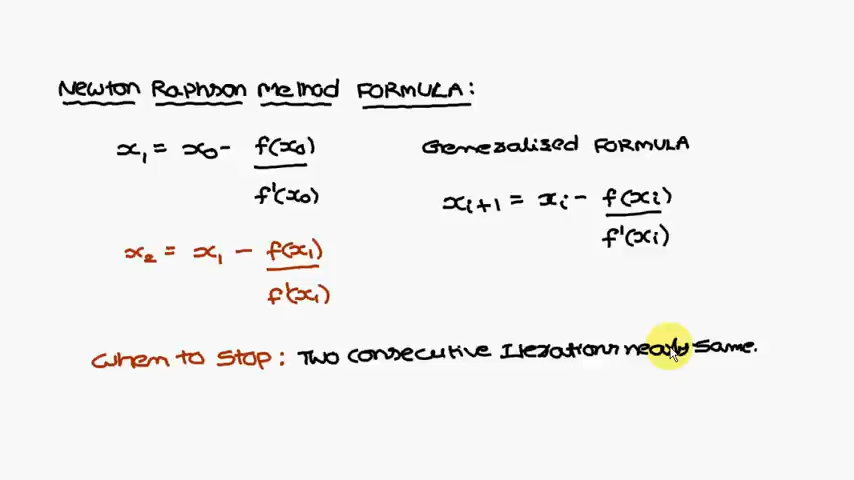 Newton Raphson Method FORMULA:
x₁ = x₀ - f(x₀)
f'(x₀)
x₂ = x₁ - f(x₁)
f'(x₁)
Generalised FORMULA
xᵢ₊₁ = xᵢ - f(xᵢ)
f'(xᵢ)
When to Stop: Two consecutive Iterations nearly same.